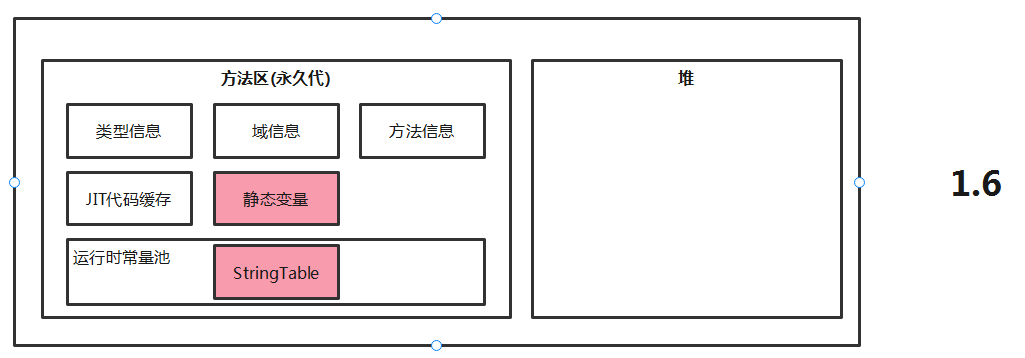 方法区(永久代)
堆
类型信息
域信息
方法信息
JIT代码缓存
静态变量
运行时常量池
StringTable
1.6